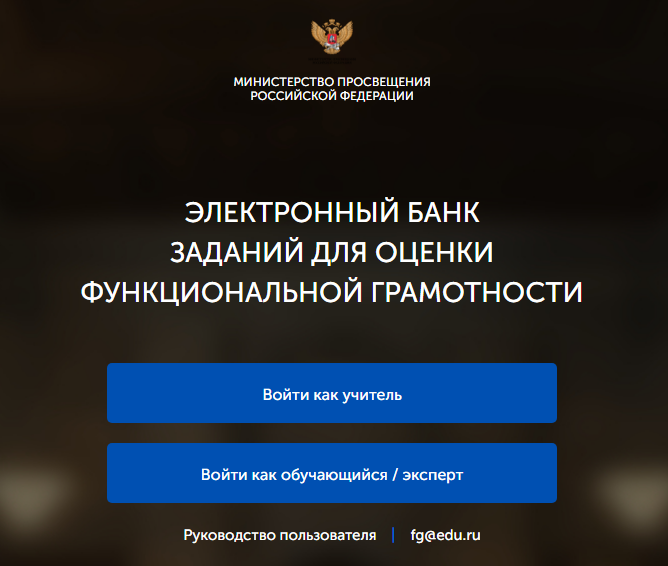 МИНИСТЕРСТВО ПРОСВЕЩЕНИЯ
РОССИЙСКОЙ ФЕДЕРАЦИИ
ЭЛЕКТРОННЫЙ БАНК
ЗАДАНИЙ ДЛЯ ОЦЕНКИ
ФУНКЦИОНАЛЬНОЙ ГРАМОТНОСТИ
Войти как учитель
Войти как обучающийся / эксперт
Руководство пользователя | fg@edu.ru